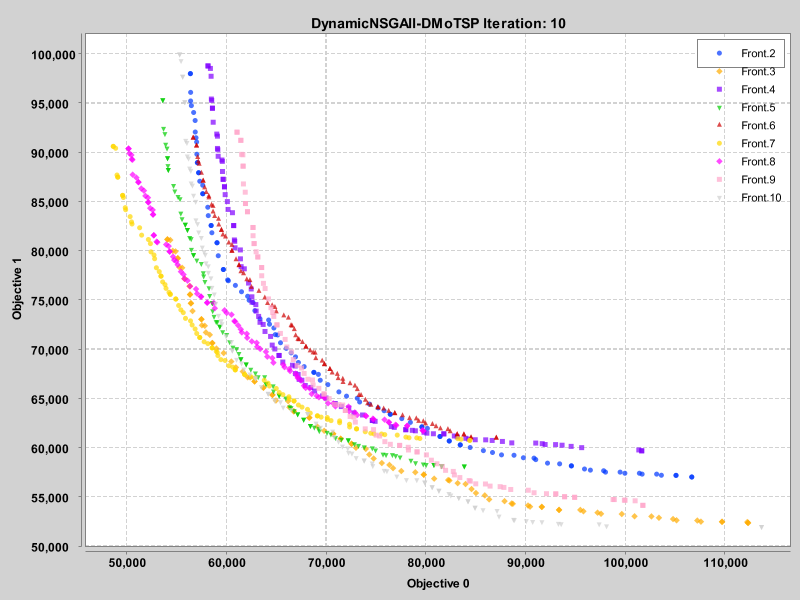 DynamicNSGAII-DMoTSP Iteration: 10
Front.2
Front.3
Front.4
Front.5
Front.6
Front.7
Front.8
Front.9
Front.10
Objective 1
100,000
95,000
90,000
85,000
80,000
75,000
70,000
65,000
60,000
55,000
50,000
50,000 60,000 70,000 80,000 90,000 100,000 110,000
Objective 0